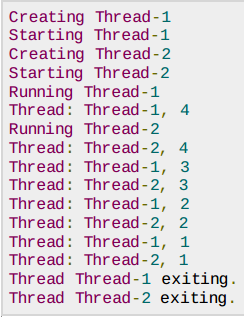 Creating Thread-1
Starting Thread-1
Creating Thread-2
Starting Thread-2
Running Thread-1
Thread: Thread-1, 4
Running Thread-2
Thread: Thread-2, 4
Thread: Thread-1, 3
Thread: Thread-2, 3
Thread: Thread-1, 2
Thread: Thread-2, 2
Thread: Thread-1, 1
Thread: Thread-2, 1
Thread Thread-1 exiting.
Thread Thread-2 exiting.